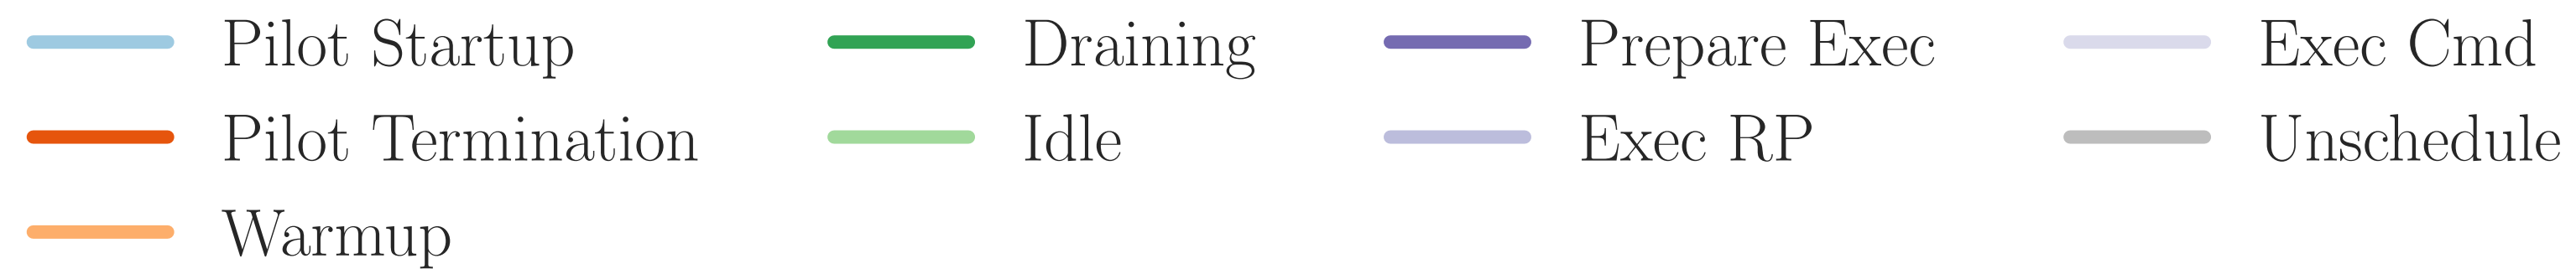 Pilot Startup Draining Prepare Exec Exec Cmd
Pilot Termination Idle Exec RP Unschedule
Warmup